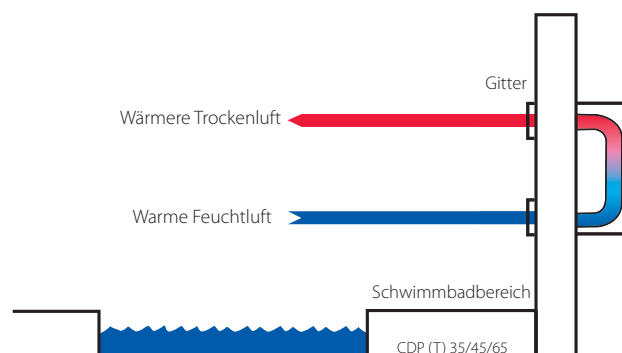 Gitter
Wärmere Trockenluft
Warme Feuchtluft
Schwimmbadbereich
CDP (T) 35/45/65